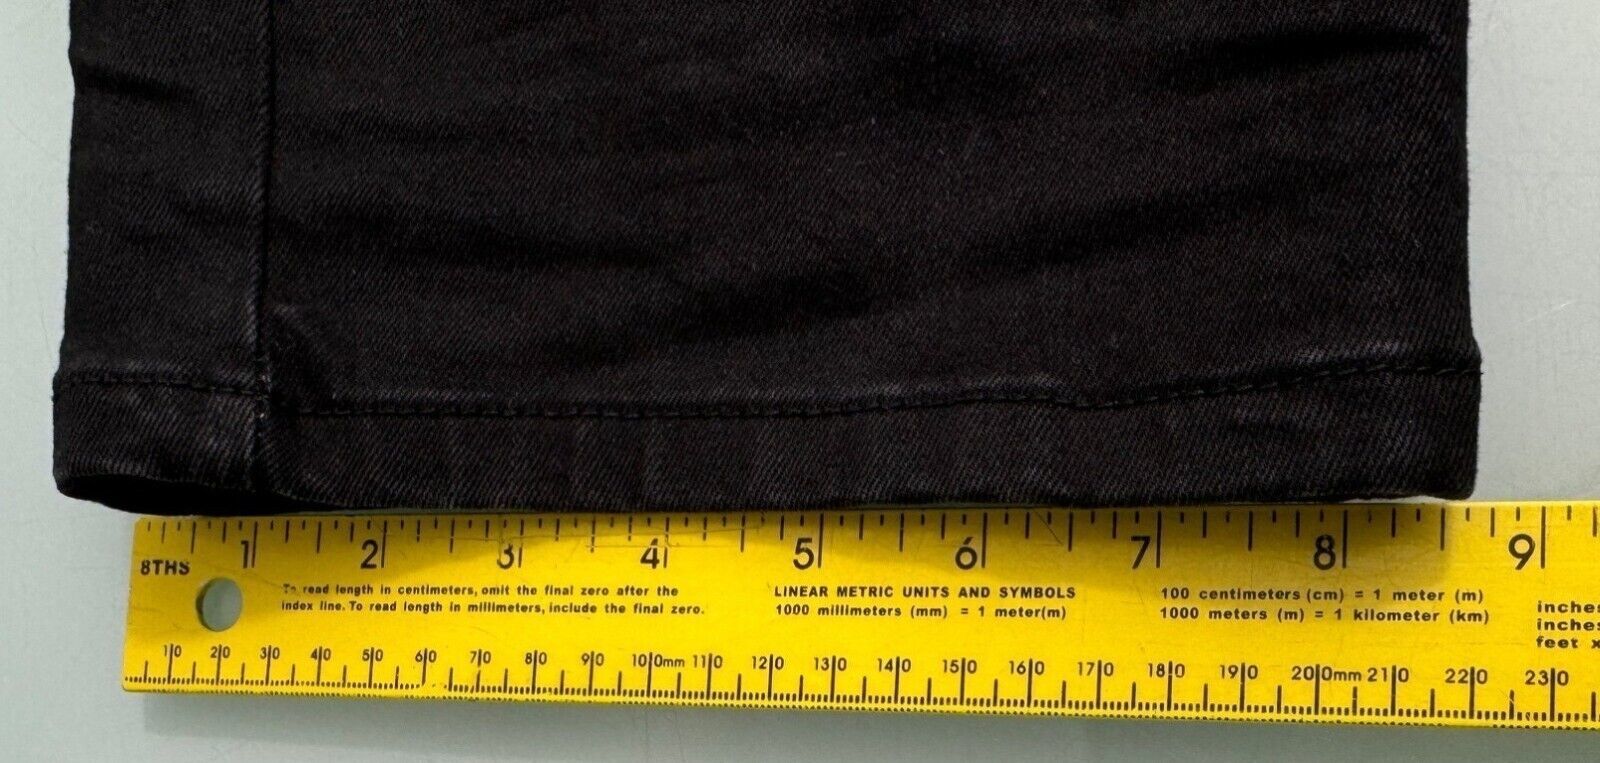 1 2 3 4 5 6 7 8 9
8THS
To read length in centimeters, omit the final zero after the
index line. To read length in millimeters, include the final zero.
LINEAR METRIC UNITS AND SYMBOLS
1000 millimeters (mm) = 1 meter(m)
100 centimeters (cm) = 1 meter (m)
1000 meters (m) = 1 kilometer (km)
inches
inches
feet x
10 20 30 40 50 60 70 80 90 100mm 110 120 130 140 150 160 170 180 190 200mm 210 220 230